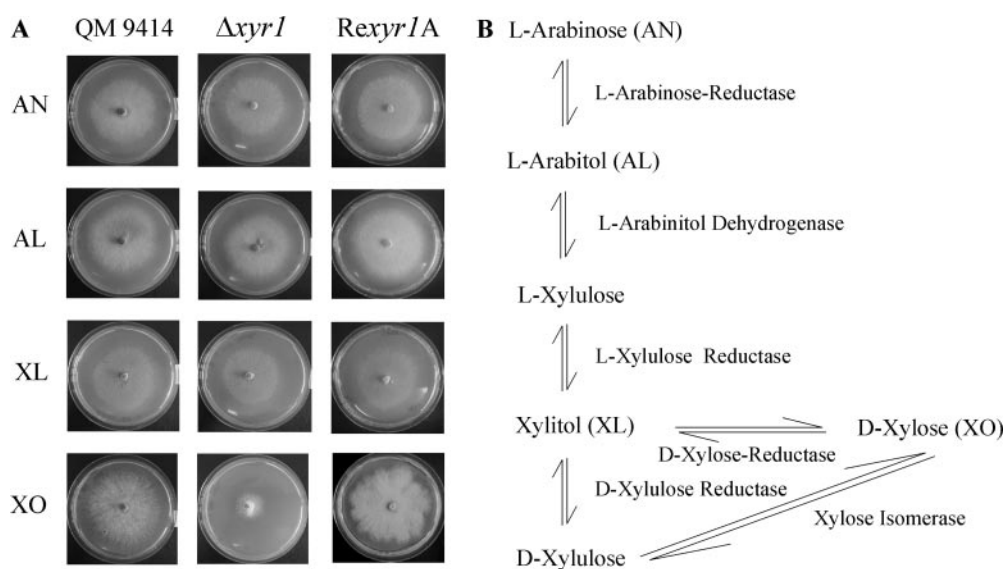 A QM 9414 Δxyr1 Rexyr1A
AN
AL
XL
XO
B L-Arabinose (AN)
L-Arabinose-Reductase
L-Arabitol (AL)
L-Arabinitol Dehydrogenase
L-Xylulose
L-Xylulose Reductase
Xylitol (XL) D-Xylose (XO)
D-Xylose-Reductase
D-Xylulose Reductase
Xylose Isomerase
D-Xylulose